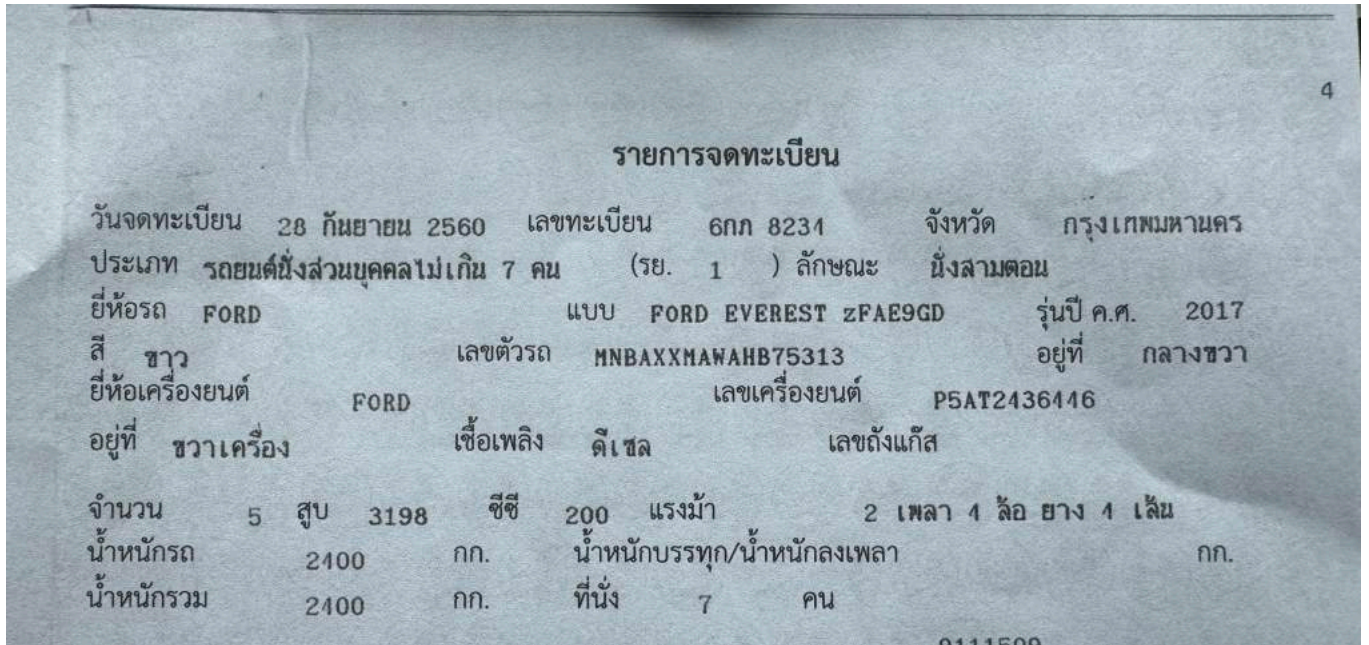 4
รายการจดทะเบียน
วันจดทะเบียน 28 กันยายน 2560 เลขทะเบียน 6กภ 8234 จังหวัด กรุงเทพมหานคร
ประเภท รถยนต์นั่งส่วนบุคคลไม่เกิน 7 คน (รย. 1 ) ลักษณะ นั่งสามตอน
ยี่ห้อรถ FORD แบบ FORD EVEREST zFAE9GD รุ่นปี ค.ศ. 2017
สี ขาว เลขตัวรถ MNBAXXMAWAHB75313 อยู่ที่ กลางขวา
ยี่ห้อเครื่องยนต์ FORD เลขเครื่องยนต์ P5AT2436446
อยู่ที่ ขวาเครื่อง เชื้อเพลิง ดีเซล เลขถังแก๊ส
จำนวน 5 สูบ 3198 ซีซี 200 แรงม้า 2 เพลา 4 ล้อ ยาง 4 เส้น
น้ำหนักรถ 2400 กก. น้ำหนักบรรทุก/น้ำหนักลงเพลา กก.
น้ำหนักรวม 2400 กก. ที่นั่ง 7 คน